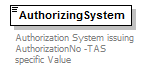 AuthorizingSystem
Authorization System issuing
AuthorizationNo -TAS
specific Value